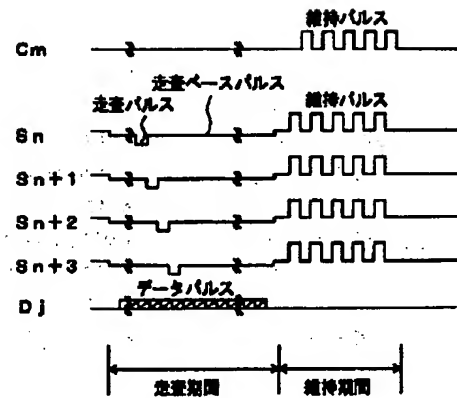 維持パルス
Cm
走査ベースパルス
走査パルス
維持パルス
Sn
Sn+1
Sn+2
Sn+3
データパルス
Dj
走査期間
維持期間